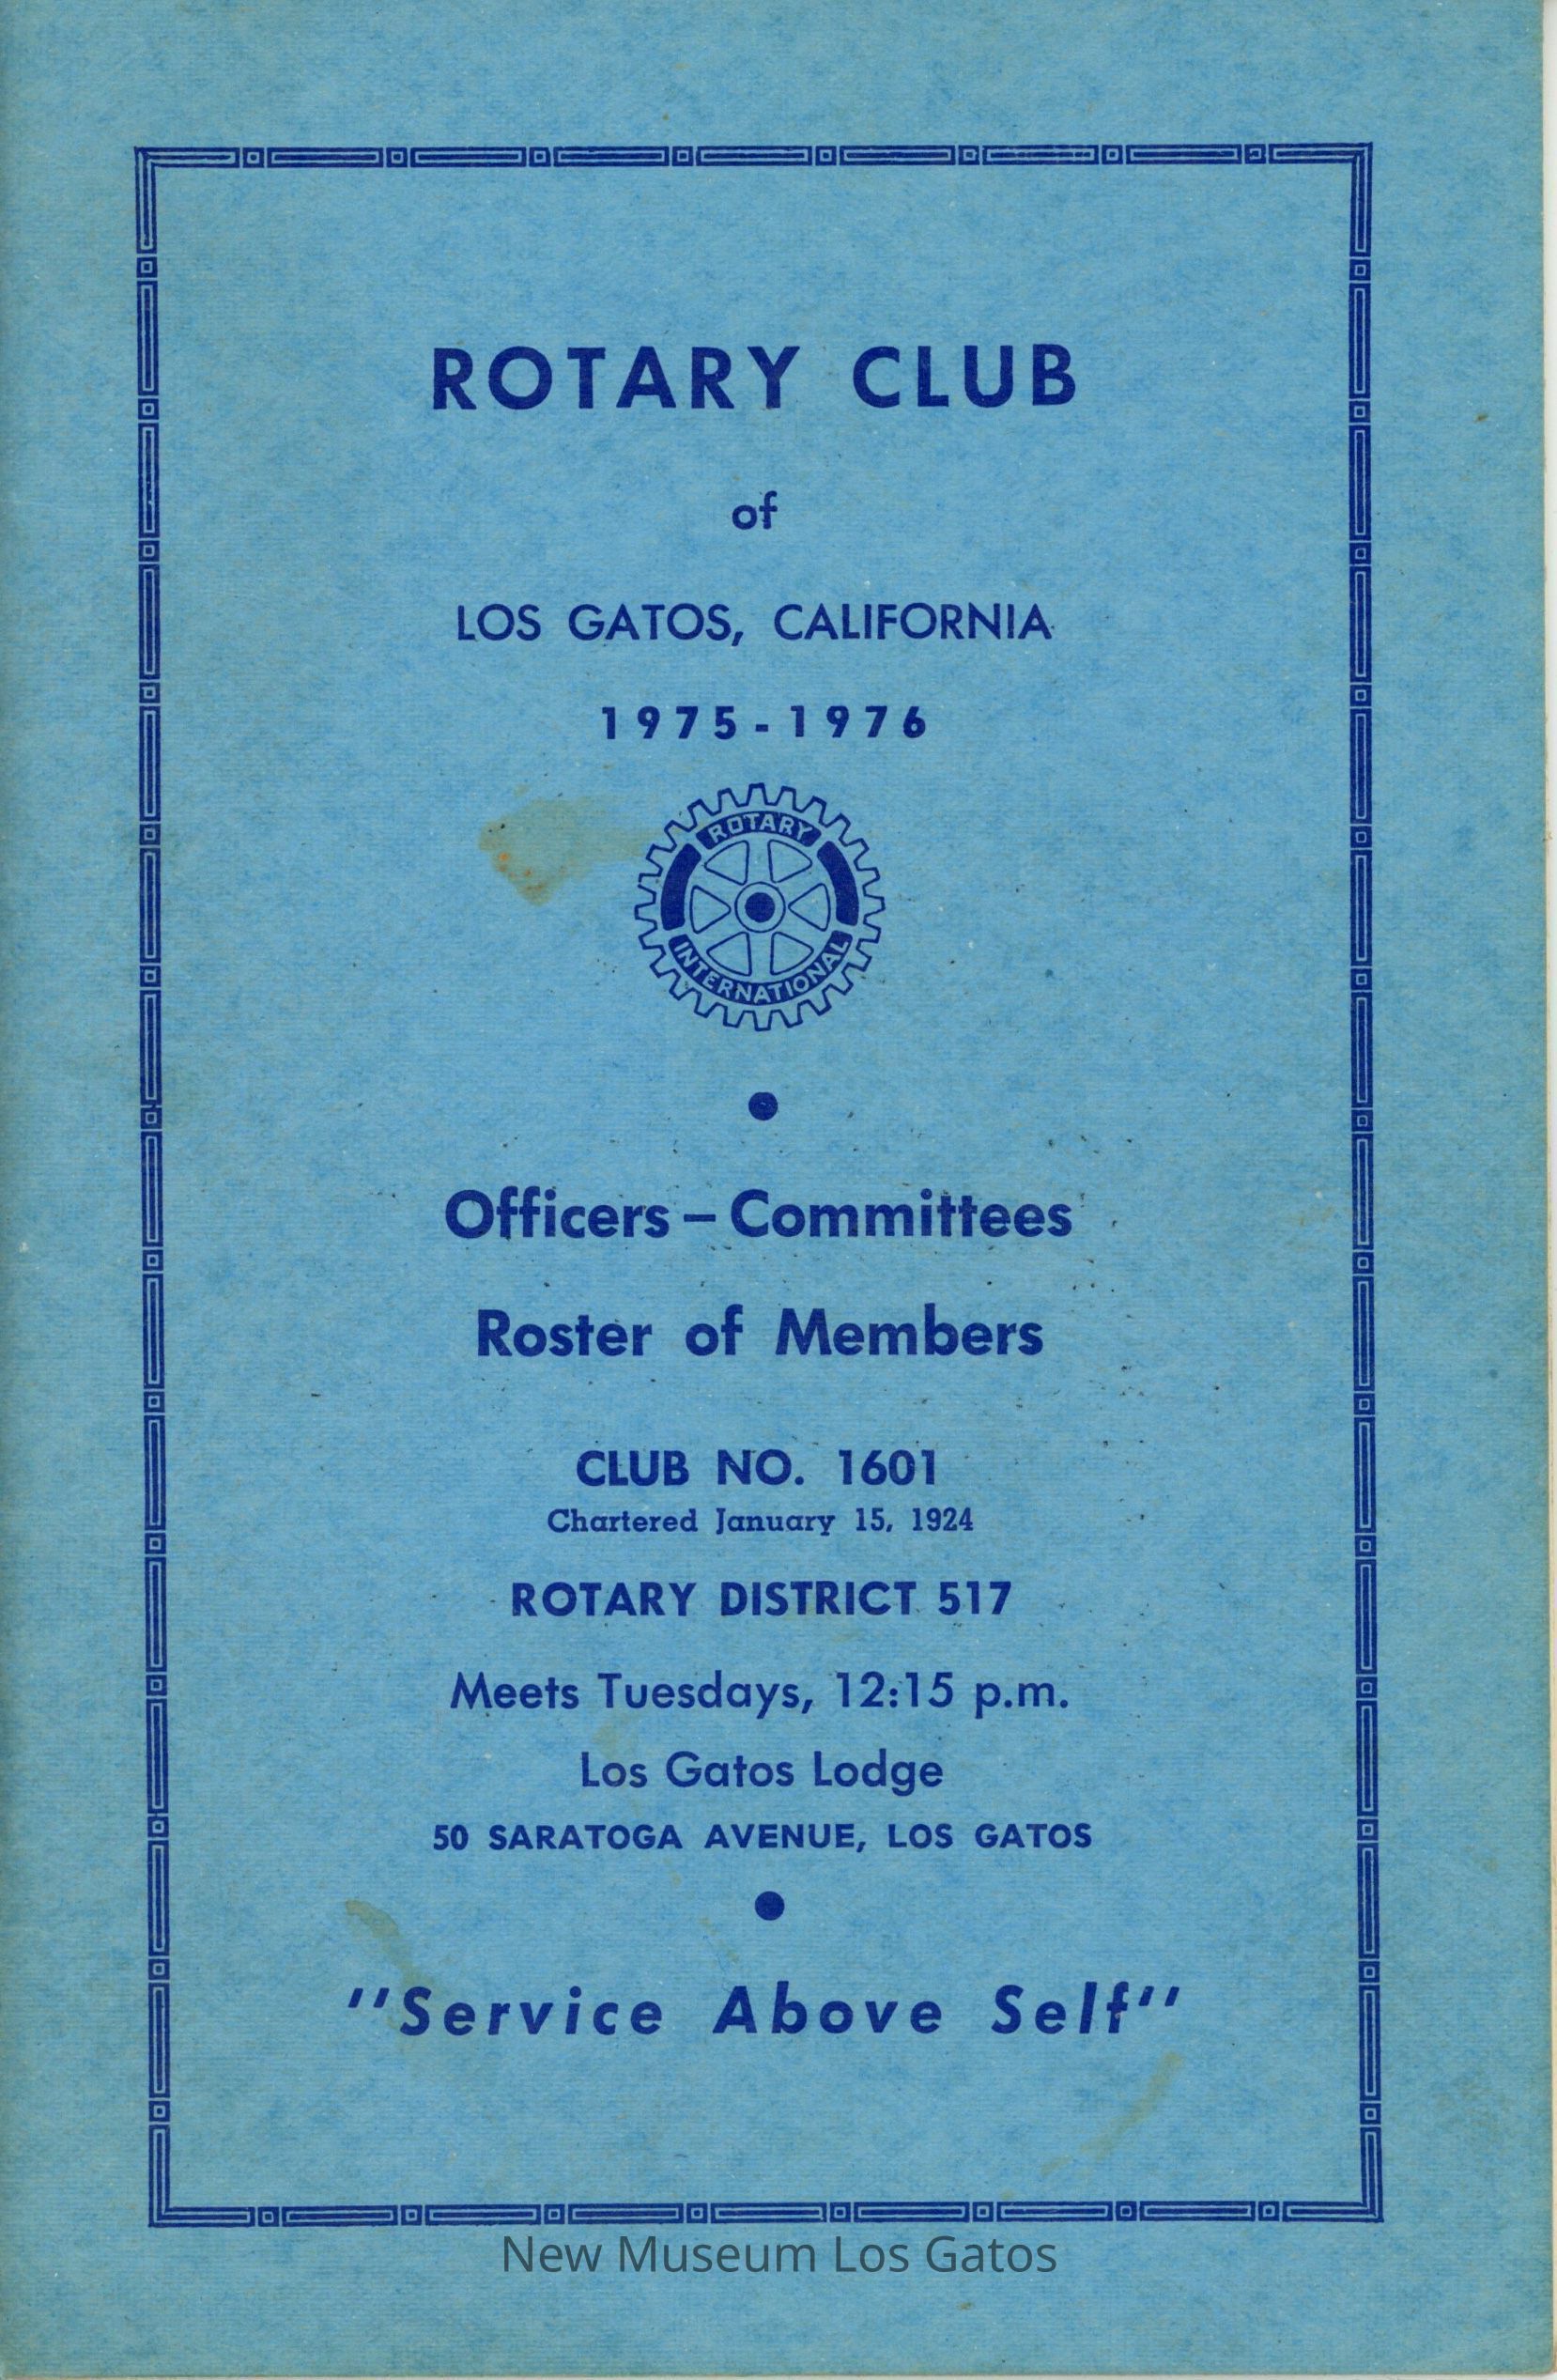 ROTARY CLUB
of
LOS GATOS, CALIFORNIA
1975-1976
ROTARY
INTERNATIONAL
Officers – Committees
Roster of Members
CLUB NO. 1601
Chartered January 15, 1924
ROTARY DISTRICT 517
Meets Tuesdays, 12:15 p.m.
Los Gatos Lodge
50 SARATOGA AVENUE, LOS GATOS
"Service Above Self"
New Museum Los Gatos